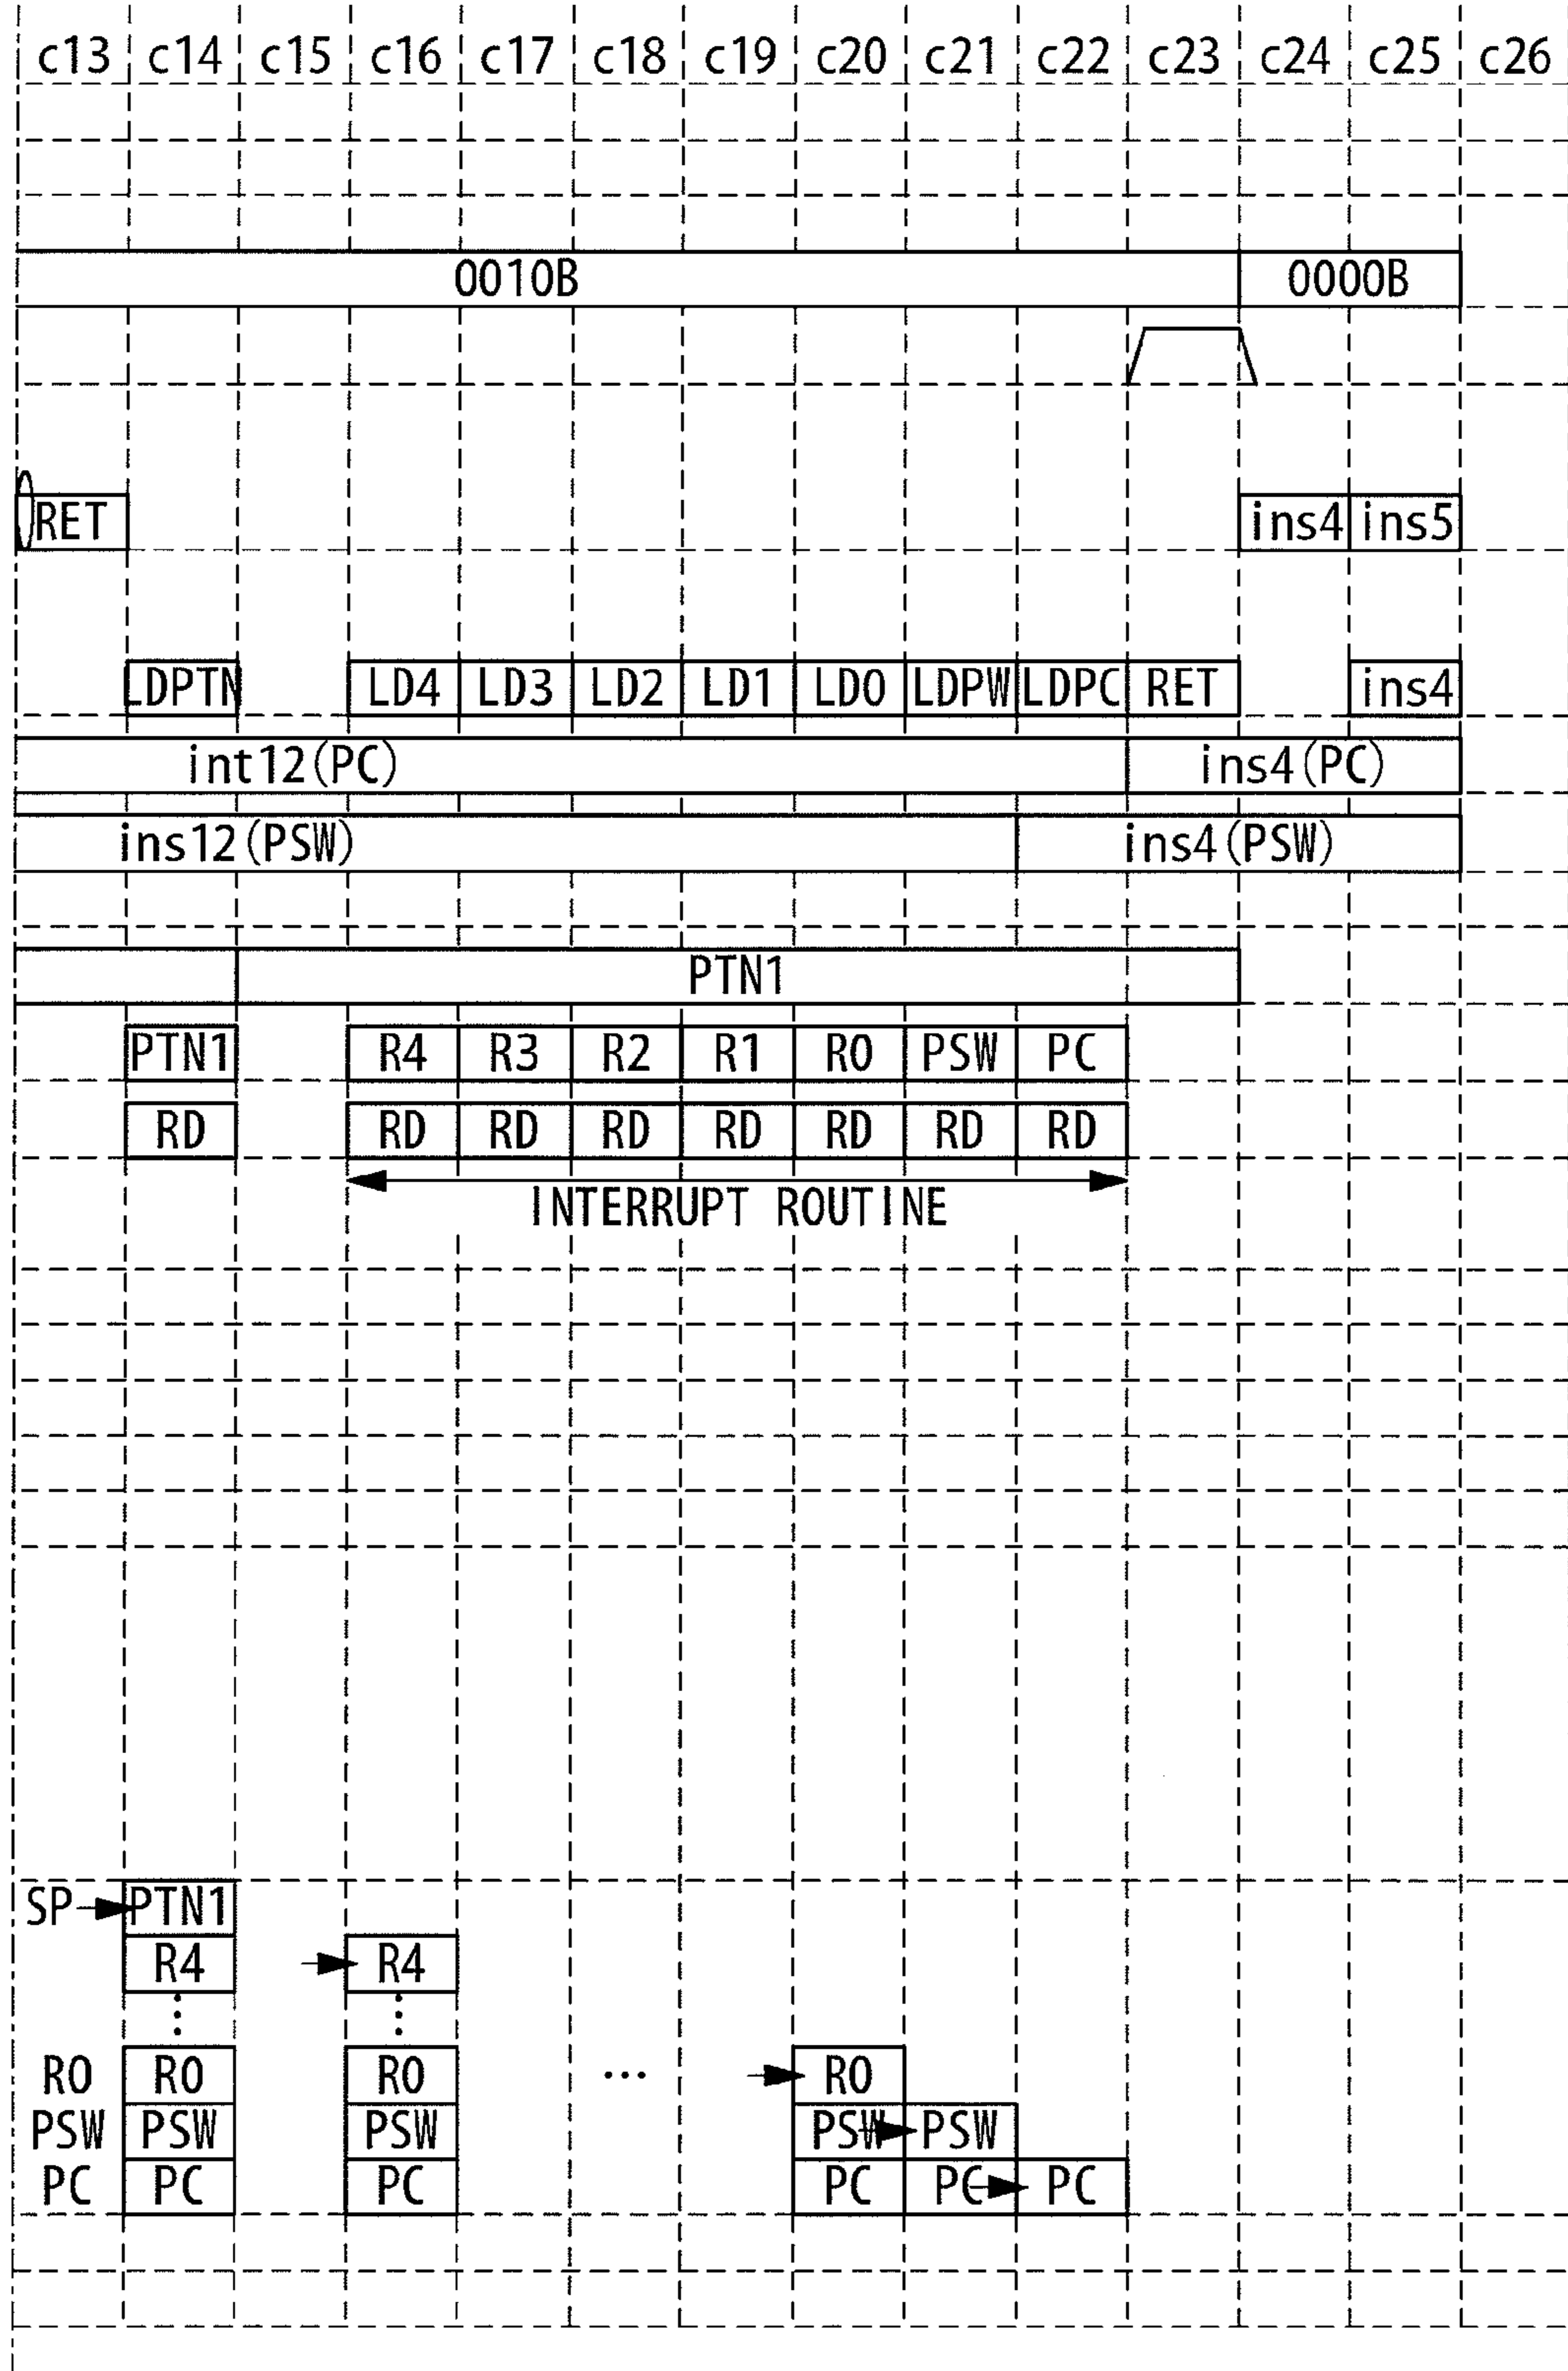 c13 c14 c15 c16 c17 c18 c19 c20 c21 c22 c23 c24 c25 c26
0010B 0000B
RET ins4 ins5
LDPTN LD4 LD3 LD2 LD1 LD0 LDPW LDPC RET ins4
int12(PC) ins4(PC)
ins12(PSW) ins4(PSW)
PTN1
PTN1 R4 R3 R2 R1 R0 PSW PC
RD RD RD RD RD RD RD RD
INTERRUPT ROUTINE
SP PTN1
R4 R4
⋮ ⋮
R0 R0 R0 ... R0
PSW PSW PSW PSW PSW
PC PC PC PC PC PC